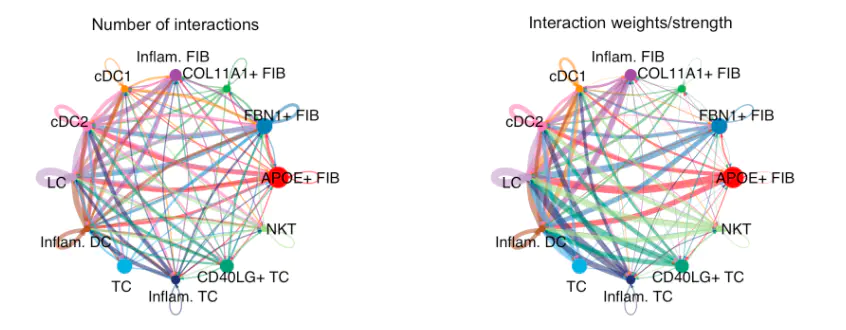 Number of interactions
Inflam. FIB
cDC1
COL11A1+ FIB
cDC2
FBN1+ FIB
LC
APOE+ FIB
Inflam. DC
NKT
TC
CD40LG+ TC
Inflam. TC
Interaction weights/strength
Inflam. FIB
cDC1
COL11A1+ FIB
cDC2
FBN1+ FIB
LC
APOE+ FIB
Inflam. DC
NKT
TC
CD40LG+ TC
Inflam. TC